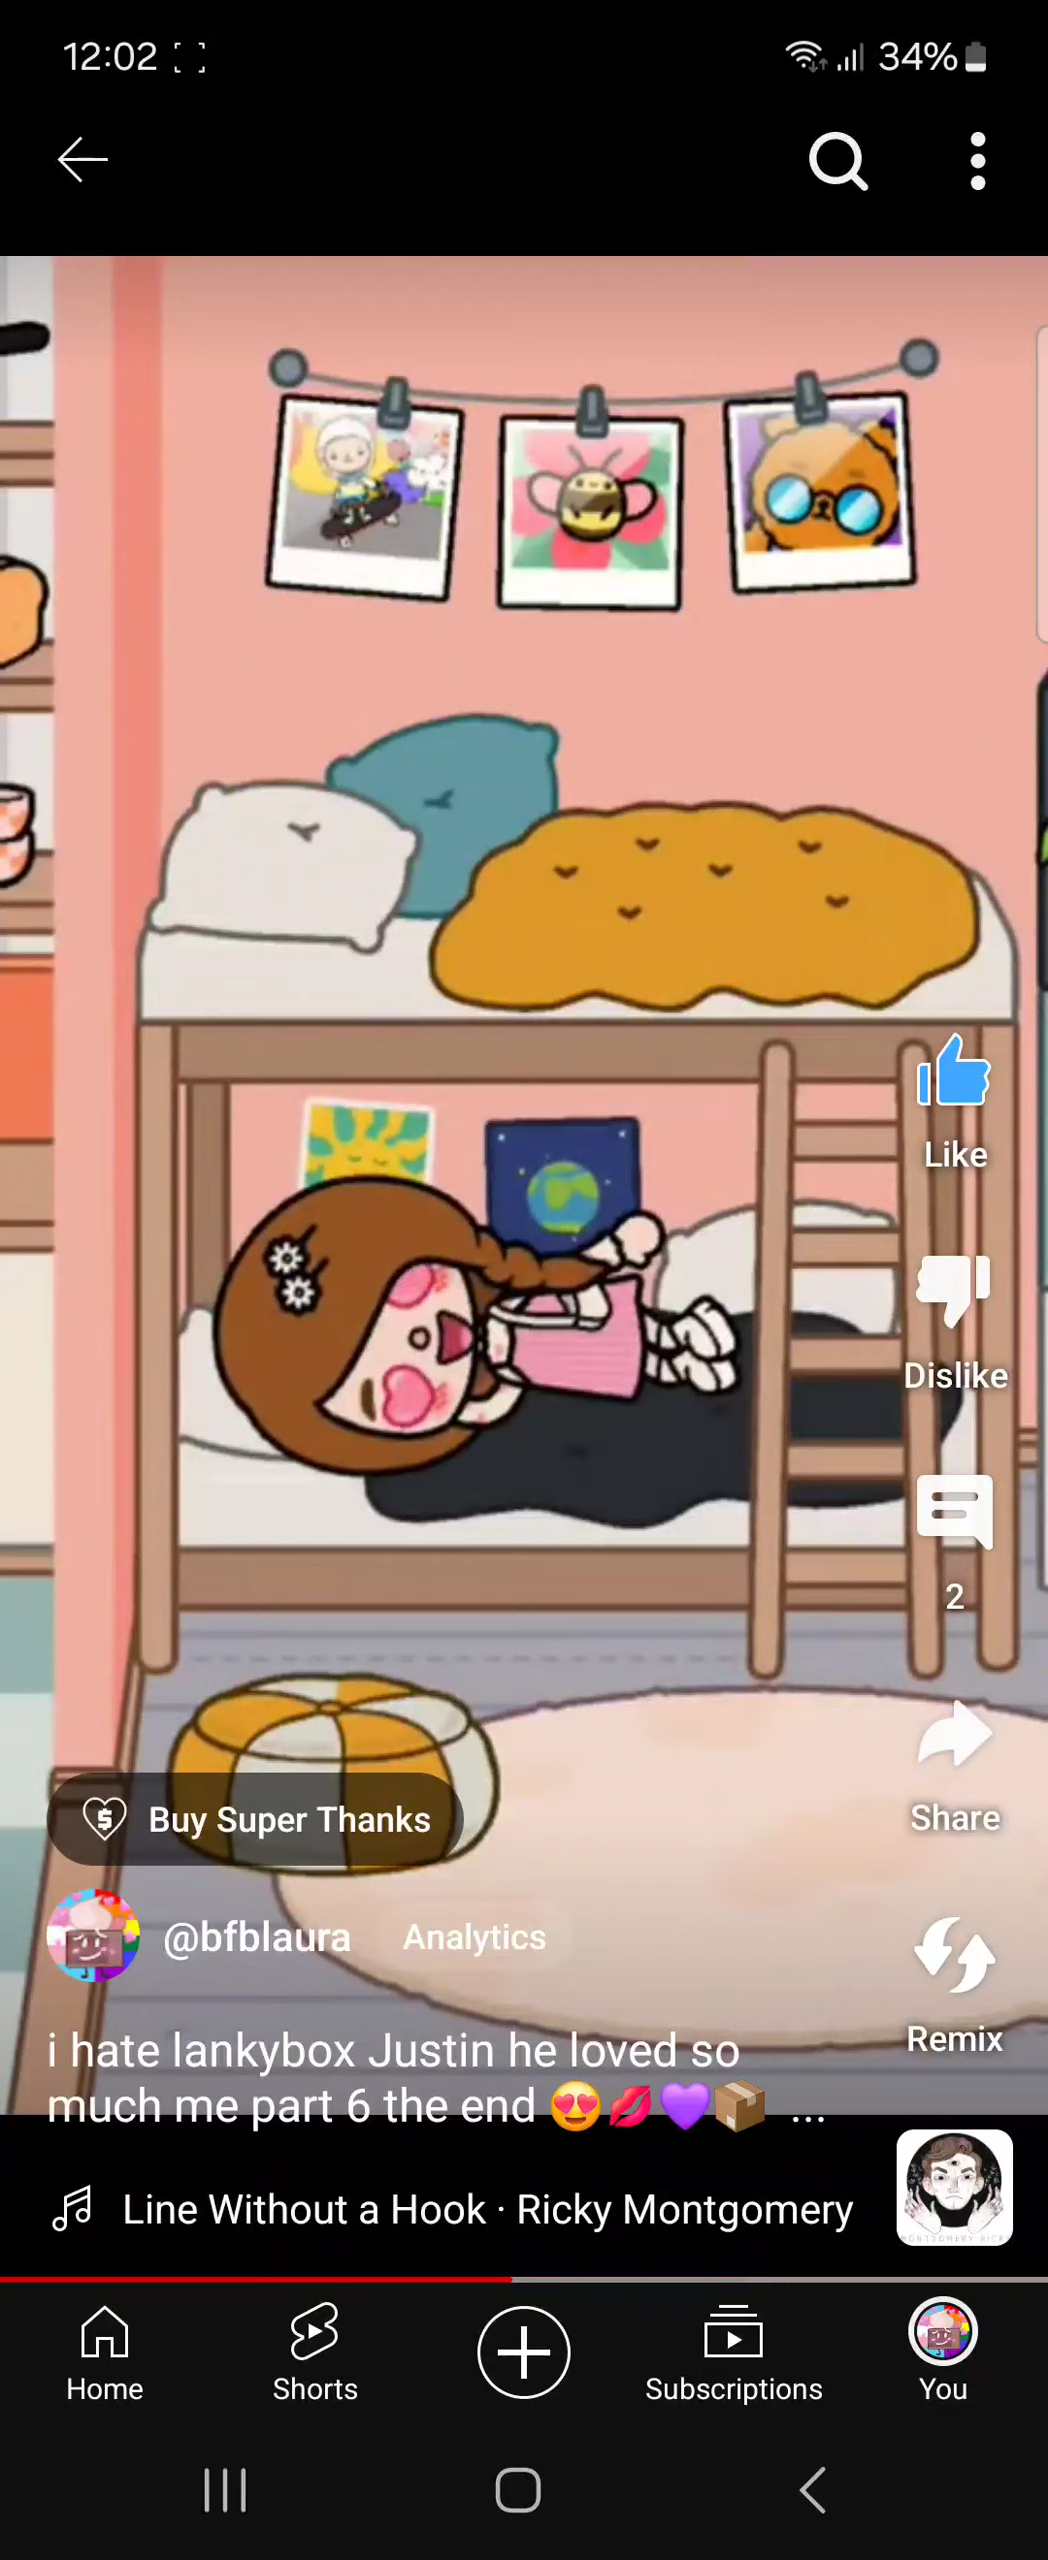 12:02
34%
Like
Dislike
2
Share
Buy Super Thanks
@bfblaura Analytics
Remix
i hate lankybox Justin he loved so
much me part 6 the end 😍💋💜📦 ...
Line Without a Hook · Ricky Montgomery
Home Shorts Subscriptions You